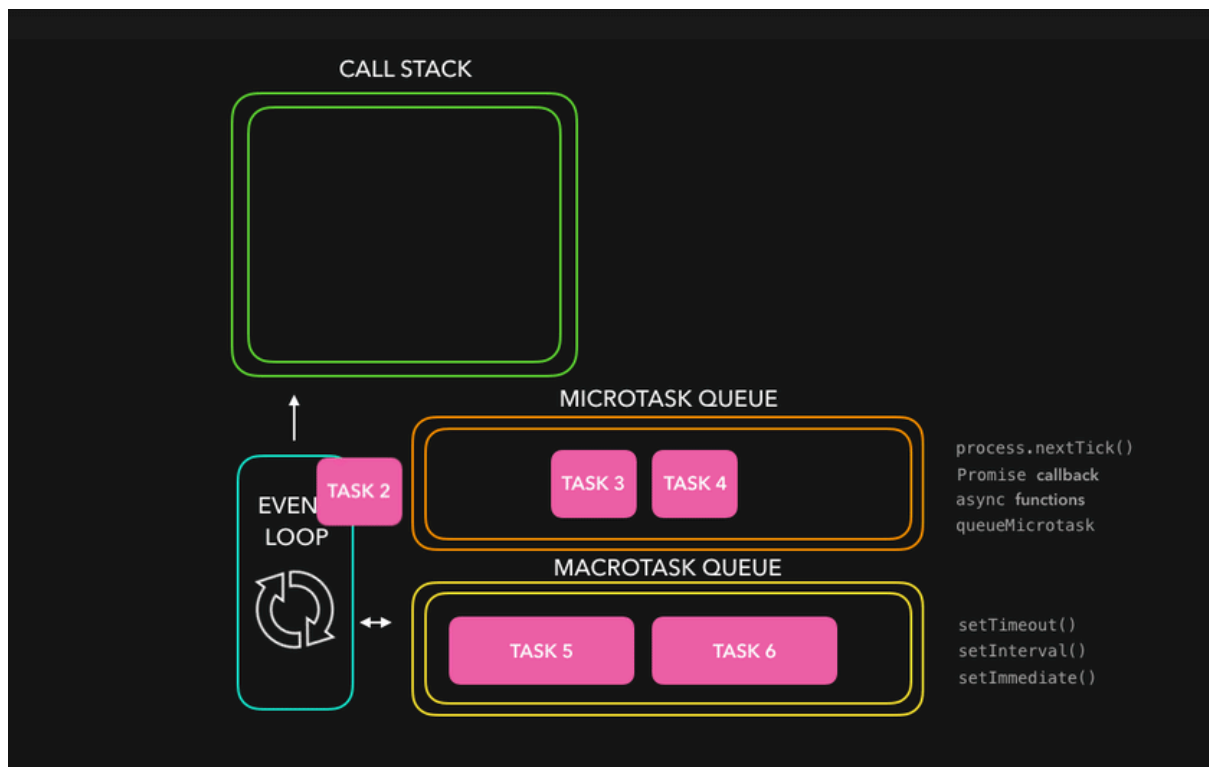 CALL STACK
MICROTASK QUEUE
TASK 2
TASK 3
TASK 4
EVEN
LOOP
process.nextTick()
Promise callback
async functions
queueMicrotask
MACROTASK QUEUE
TASK 5
TASK 6
setTimeout()
setInterval()
setImmediate()